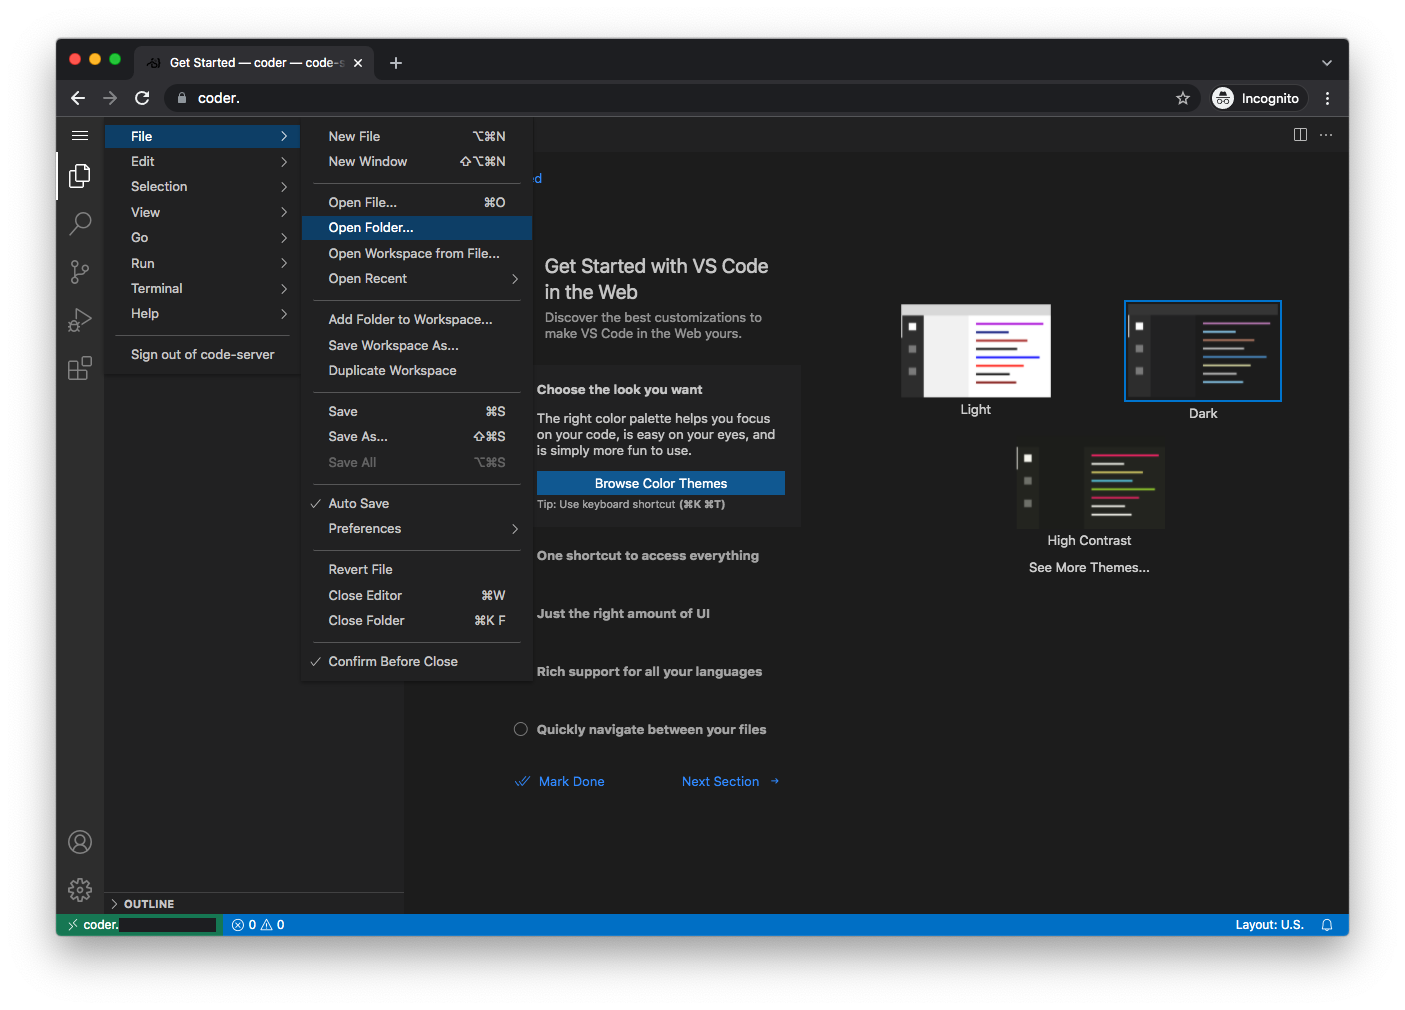 Get Started — coder — code-s
coder.
Incognito
File
Edit
Selection
View
Go
Run
Terminal
Help
Sign out of code-server
New File ⌥⌘N
New Window ⇧⌥⌘N
Open File... ⌘O
Open Folder...
Open Workspace from File...
Open Recent
Add Folder to Workspace...
Save Workspace As...
Duplicate Workspace
Save ⌘S
Save As... ⇧⌘S
Save All ⌥⌘S
Auto Save
Preferences
Revert File
Close Editor ⌘W
Close Folder ⌘K F
Confirm Before Close
Get Started with VS Code
in the Web
Discover the best customizations to
make VS Code in the Web yours.
Choose the look you want
The right color palette helps you focus
on your code, is easy on your eyes, and
is simply more fun to use.
Browse Color Themes
Tip: Use keyboard shortcut (⌘K ⌘T)
One shortcut to access everything
Just the right amount of UI
Rich support for all your languages
Quickly navigate between your files
Mark Done
Next Section →
Light
Dark
High Contrast
See More Themes...
OUTLINE
coder.
0
0
Layout: U.S.